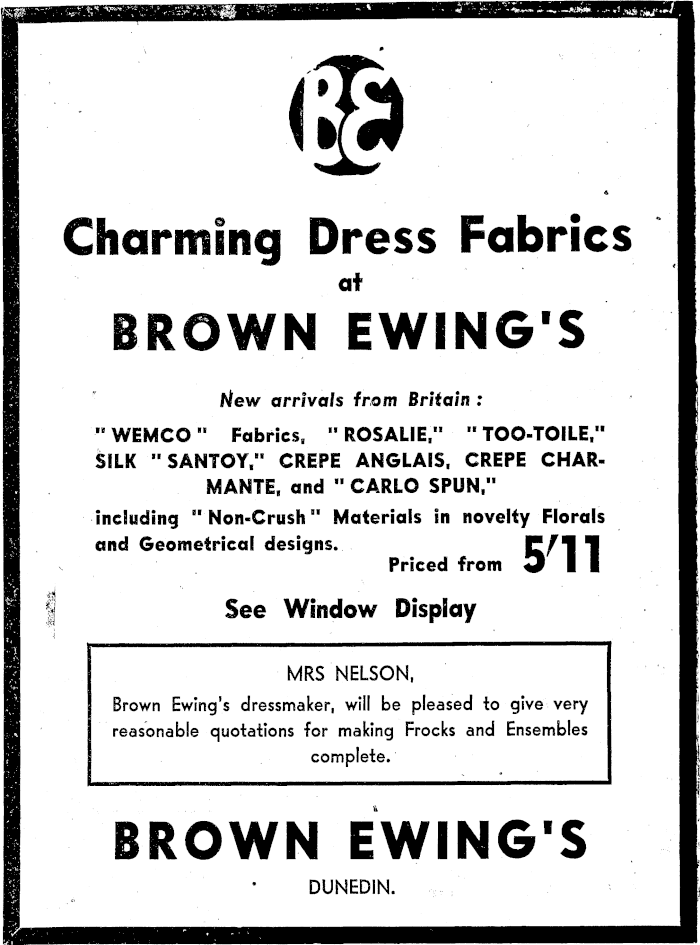 BE
Charming Dress Fabrics
at
BROWN EWING'S
New arrivals from Britain :
"WEMCO" Fabrics, "ROSALIE," "TOO-TOILE,"
SILK "SANTOY," CREPE ANGLAIS, CREPE CHAR-
MANTE, and "CARLO SPUN,"
including "Non-Crush" Materials in novelty Florals
and Geometrical designs.
Priced from 5'11
See Window Display
MRS NELSON,
Brown Ewing's dressmaker, will be pleased to give very
reasonable quotations for making Frocks and Ensembles
complete.
BROWN EWING'S
DUNEDIN.